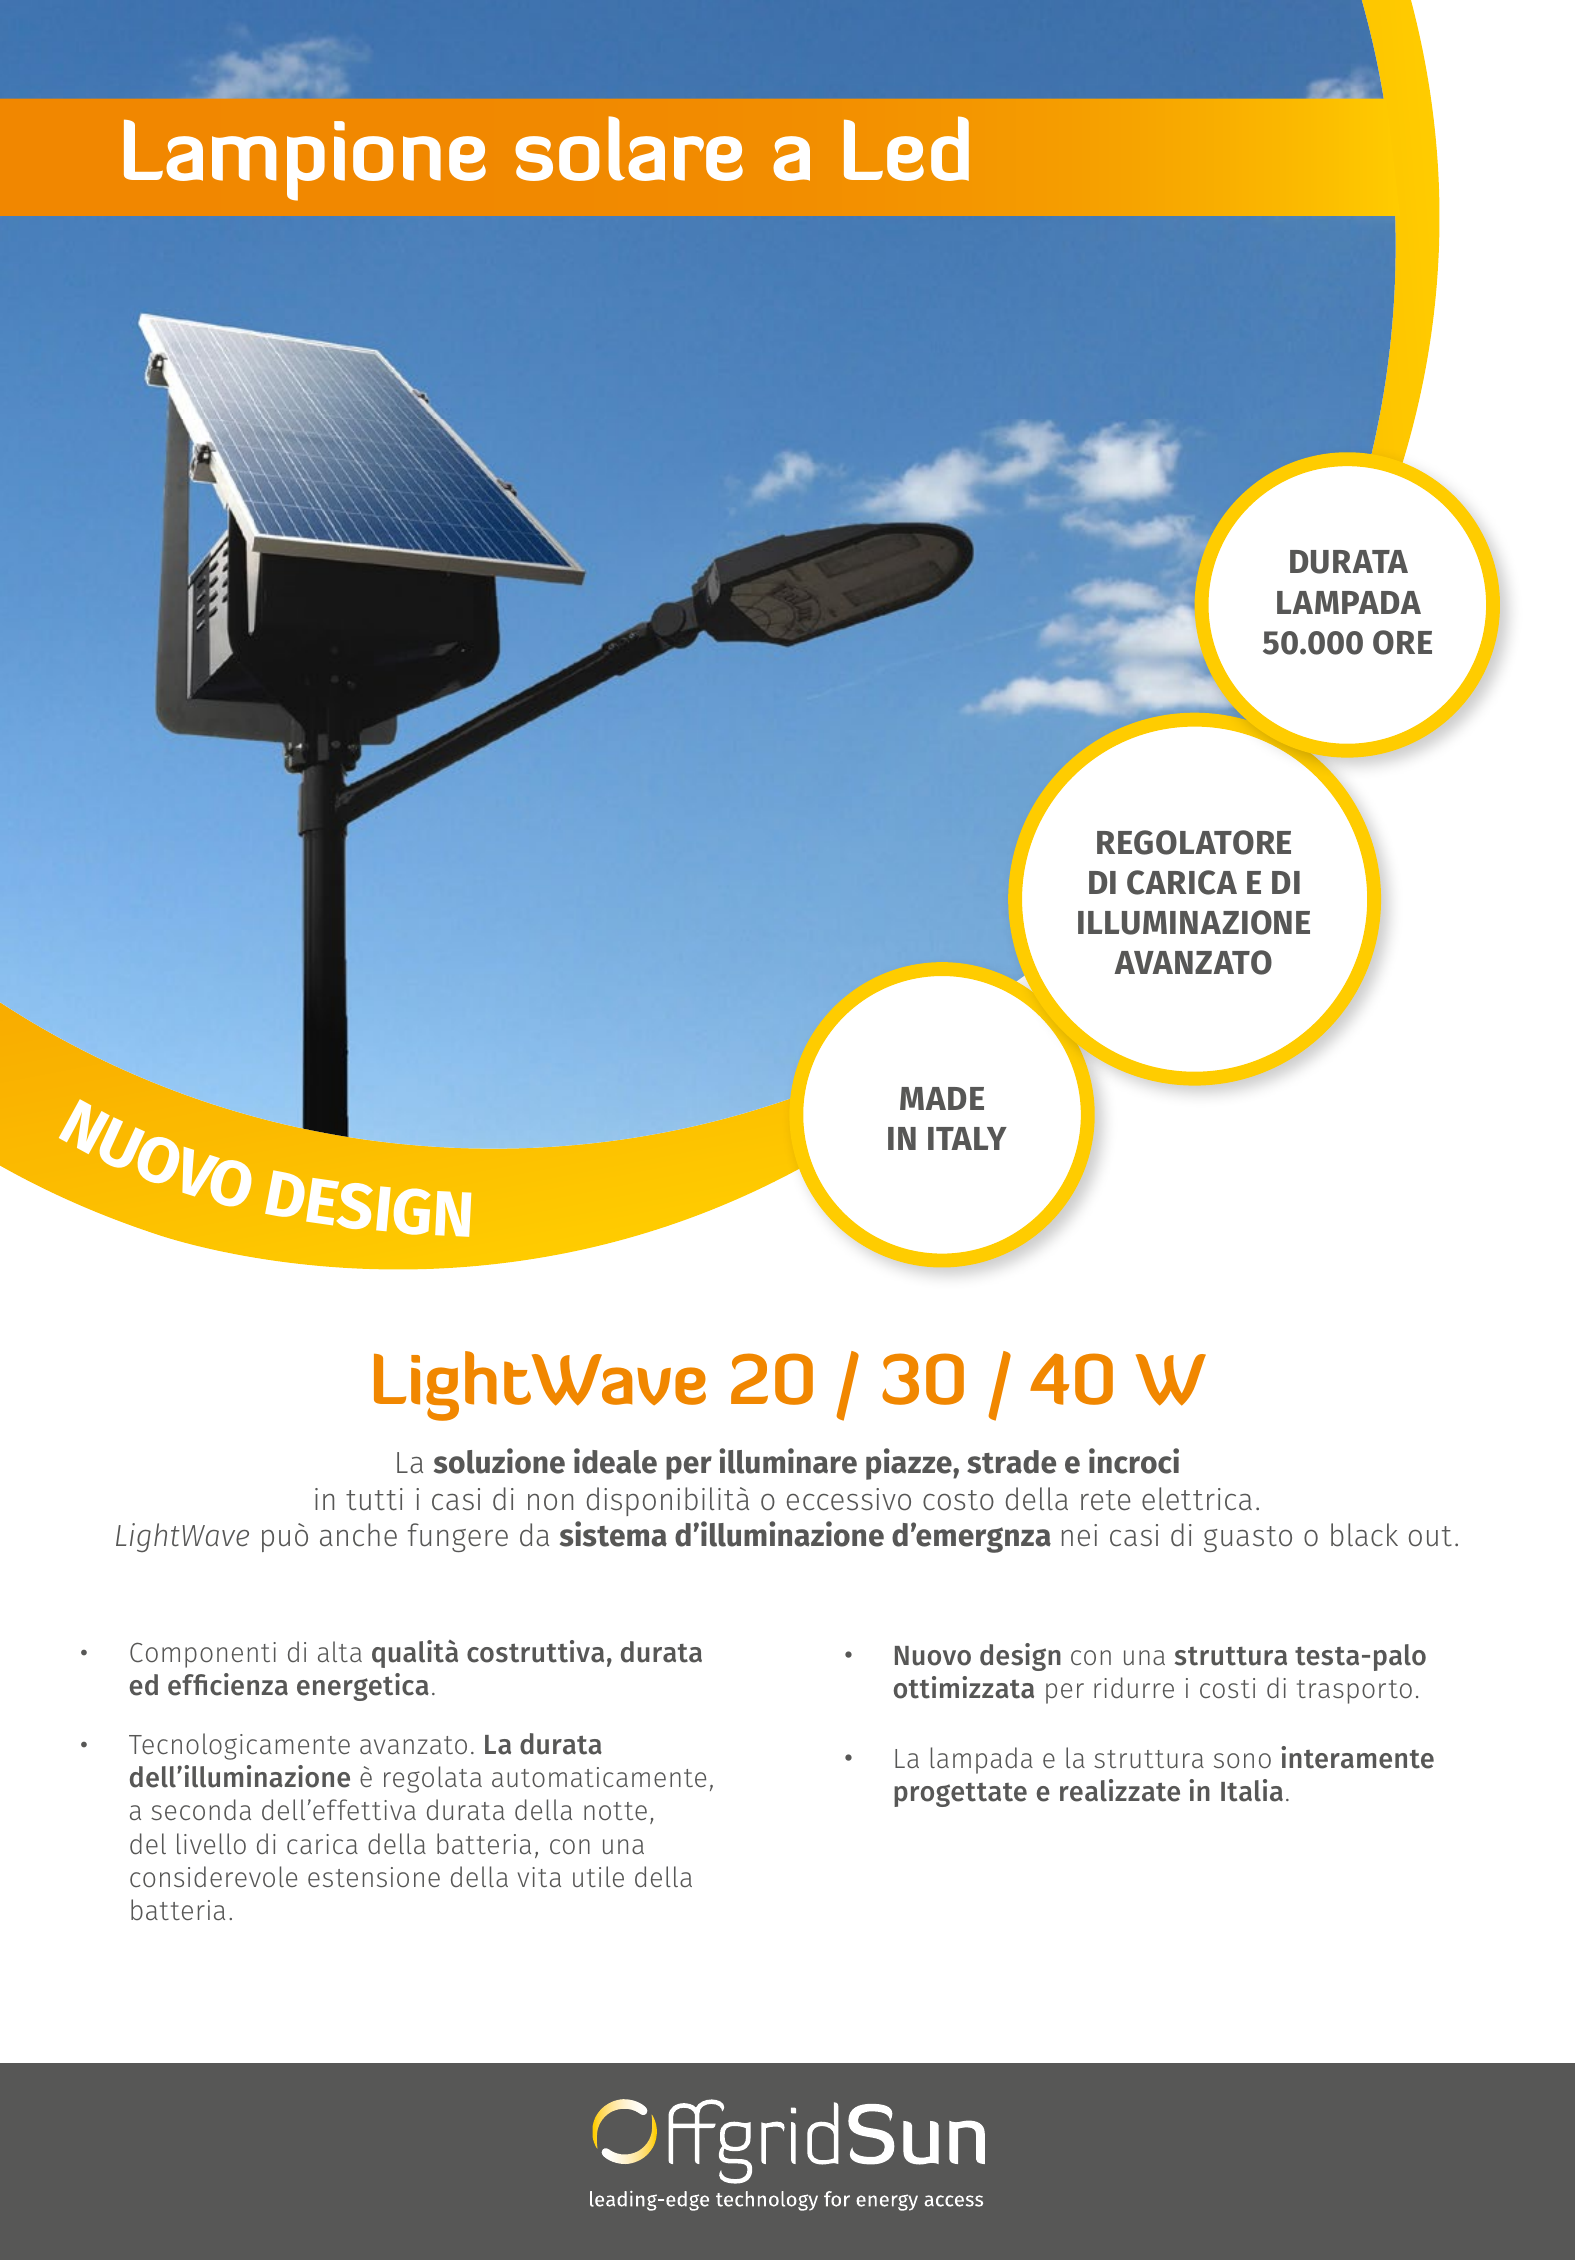 Lampione solare a Led
DURATA
LAMPADA
50.000 ORE
REGOLATORE
DI CARICA E DI
ILLUMINAZIONE
AVANZATO
MADE
IN ITALY
NUOVO DESIGN
LightWave 20 / 30 / 40 W
La soluzione ideale per illuminare piazze, strade e incroci
in tutti i casi di non disponibilità o eccessivo costo della rete elettrica.
LightWave può anche fungere da sistema d’illuminazione d’emergnza nei casi di guasto o black out.
• Componenti di alta qualità costruttiva, durata
ed efficienza energetica.
• Tecnologicamente avanzato. La durata
dell’illuminazione è regolata automaticamente,
a seconda dell’effettiva durata della notte,
del livello di carica della batteria, con una
considerevole estensione della vita utile della
batteria.
• Nuovo design con una struttura testa-palo
ottimizzata per ridurre i costi di trasporto.
• La lampada e la struttura sono interamente
progettate e realizzate in Italia.
OffgridSun
leading-edge technology for energy access